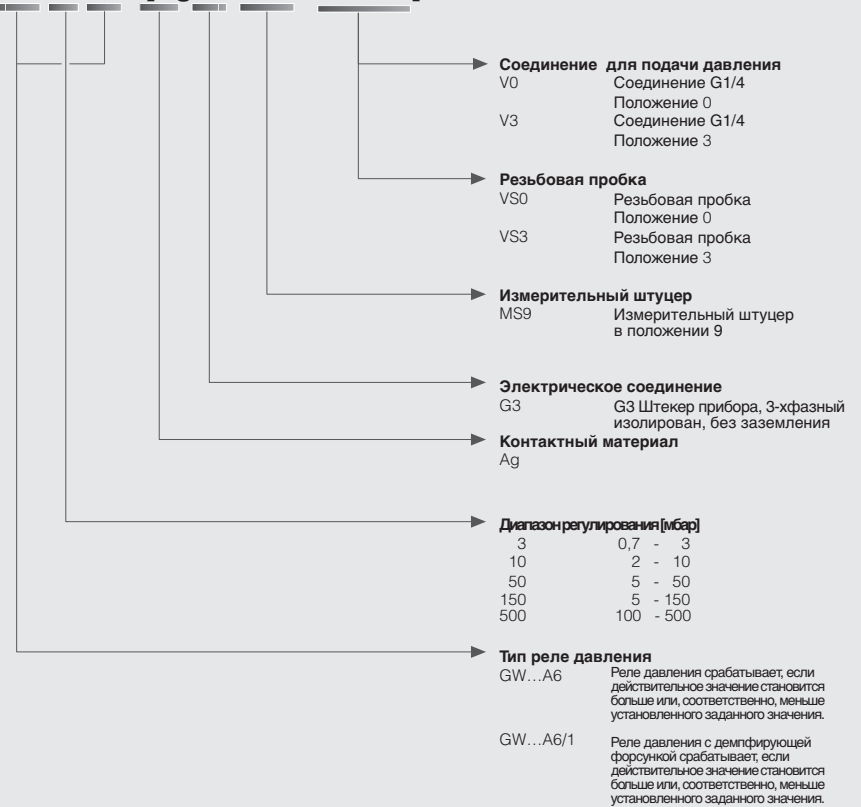 Соединение для подачи давления
V0 Соединение G1/4
Положение 0
V3 Соединение G1/4
Положение 3
Резьбовая пробка
VS0 Резьбовая пробка
Положение 0
VS3 Резьбовая пробка
Положение 3
Измерительный штуцер
MS9 Измерительный штуцер
в положении 9
Электрическое соединение
G3 G3 Штекер прибора, 3-хфазный
изолирован, без заземления
Контактный материал
Ag
Диапазон регулирования [мбар]
3 0,7 - 3
10 2 - 10
50 5 - 50
150 5 - 150
500 100 - 500
Тип реле давления
GW…A6 Реле давления срабатывает, если
действительное значение становится
больше или, соответственно, меньше
установленного заданного значения.
GW…A6/1 Реле давления с демпфирующей
форсункой срабатывает, если
действительное значение становится
больше или, соответственно, меньше
установленного заданного значения.